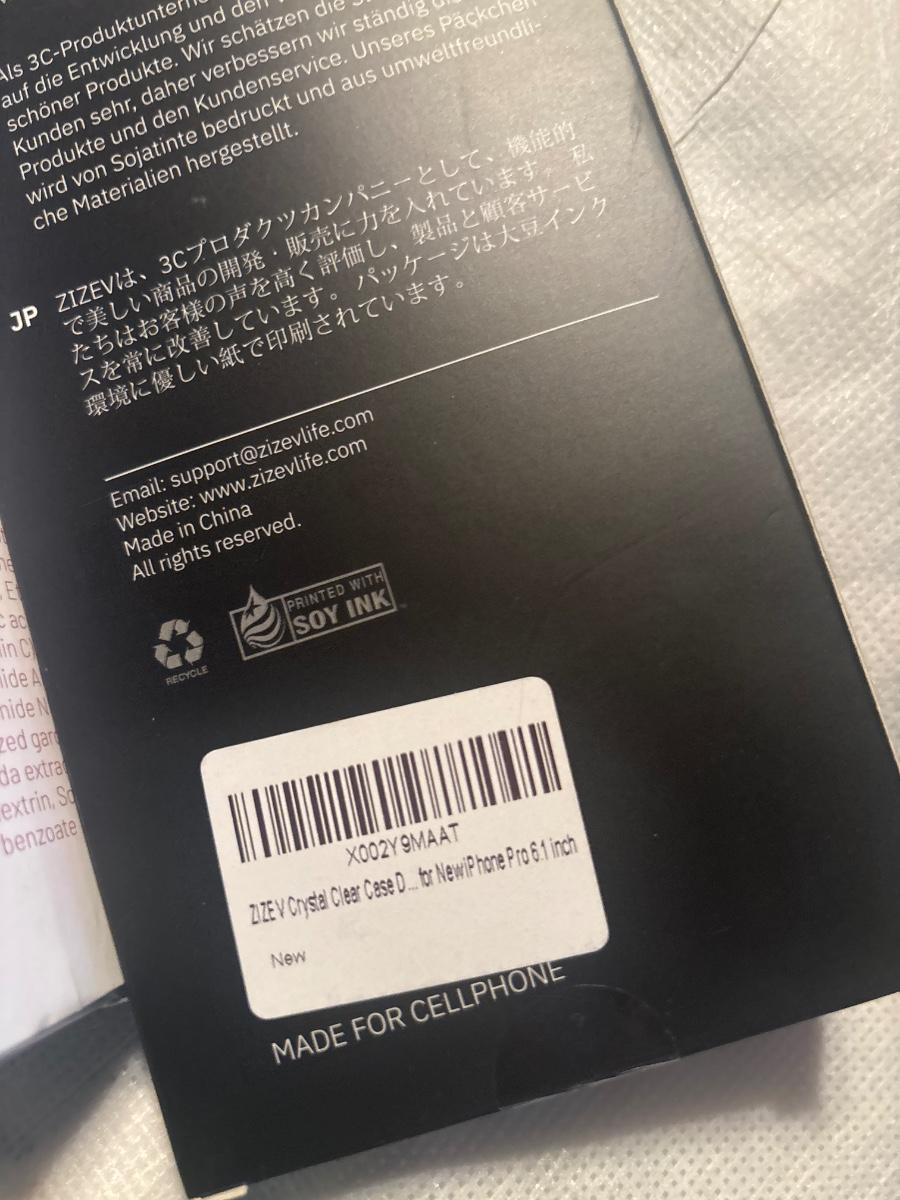 Als 3C-Produktunterne
auf die Entwicklung und den
schöner Produkte. Wir schätzen die
Kunden sehr, daher verbessern wir ständig
Produkte und den Kundenservice. Unseres Päckchen
wird von Sojatinte bedruckt und aus umweltfreundli-
che Materialien hergestellt.
JP
ZIZEVは、3Cプロダクツカンパニーとして、機能的
で美しい商品の開発・販売に力を入れています。私
たちはお客様の声を高く評価し、製品と顧客サービ
スを常に改善しています。パッケージは大豆インク
環境に優しい紙で印刷されています。
Email: support@zizevlife.com
Website: www.zizevlife.com
Made in China
All rights reserved.
RECYCLE
PRINTED WITH
SOY INK
X002Y9MAAT
ZIZEV Crystal Clear Case D... for NewiPhone Pro 6.1 inch
New
MADE FOR CELLPHONE
zed
da extra
extrin, So
benzoate